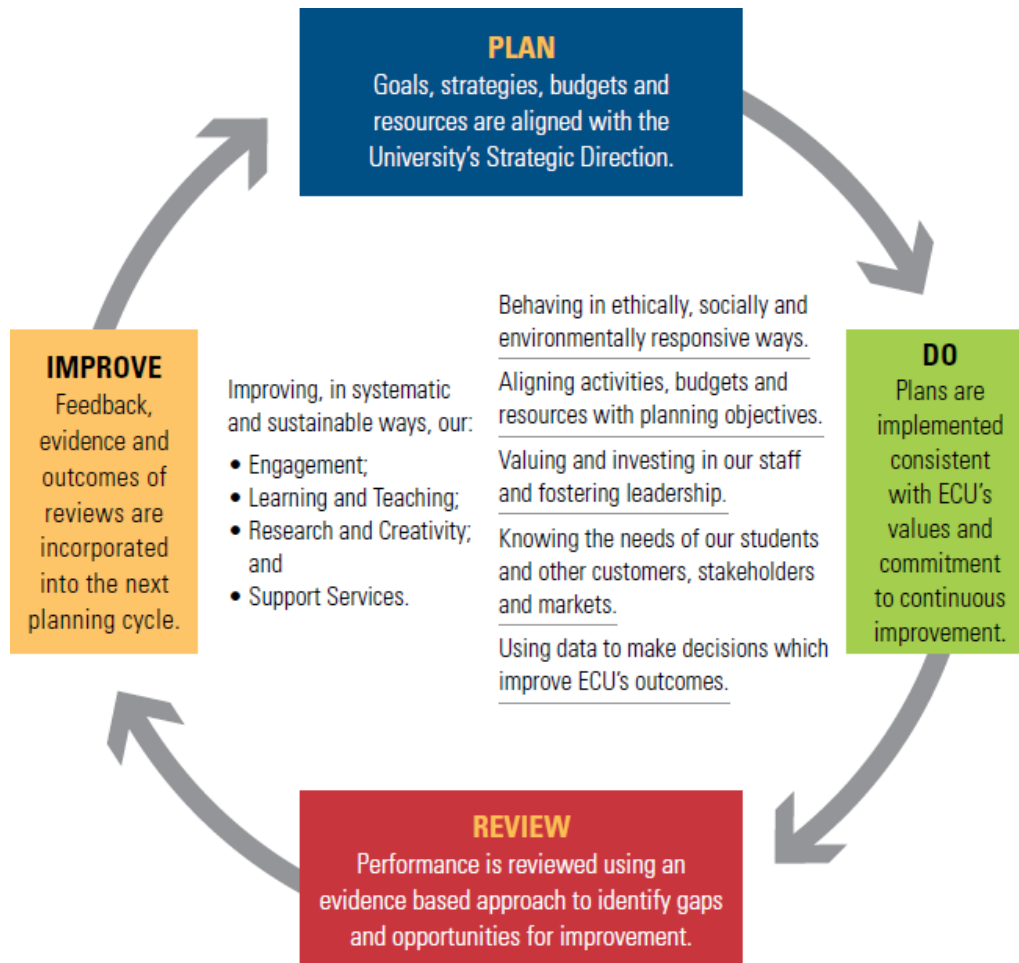 PLAN
Goals, strategies, budgets and
resources are aligned with the
University's Strategic Direction.
DO
Plans are
implemented
consistent
with ECU's
values and
commitment
to continuous
improvement.
REVIEW
Performance is reviewed using an
evidence based approach to identify gaps
and opportunities for improvement.
IMPROVE
Feedback,
evidence and
outcomes of
reviews are
incorporated
into the next
planning cycle.
Improving, in systematic
and sustainable ways, our:
• Engagement;
• Learning and Teaching;
• Research and Creativity;
and
• Support Services.
Behaving in ethically, socially and
environmentally responsive ways.
Aligning activities, budgets and
resources with planning objectives.
Valuing and investing in our staff
and fostering leadership.
Knowing the needs of our students
and other customers, stakeholders
and markets.
Using data to make decisions which
improve ECU's outcomes.